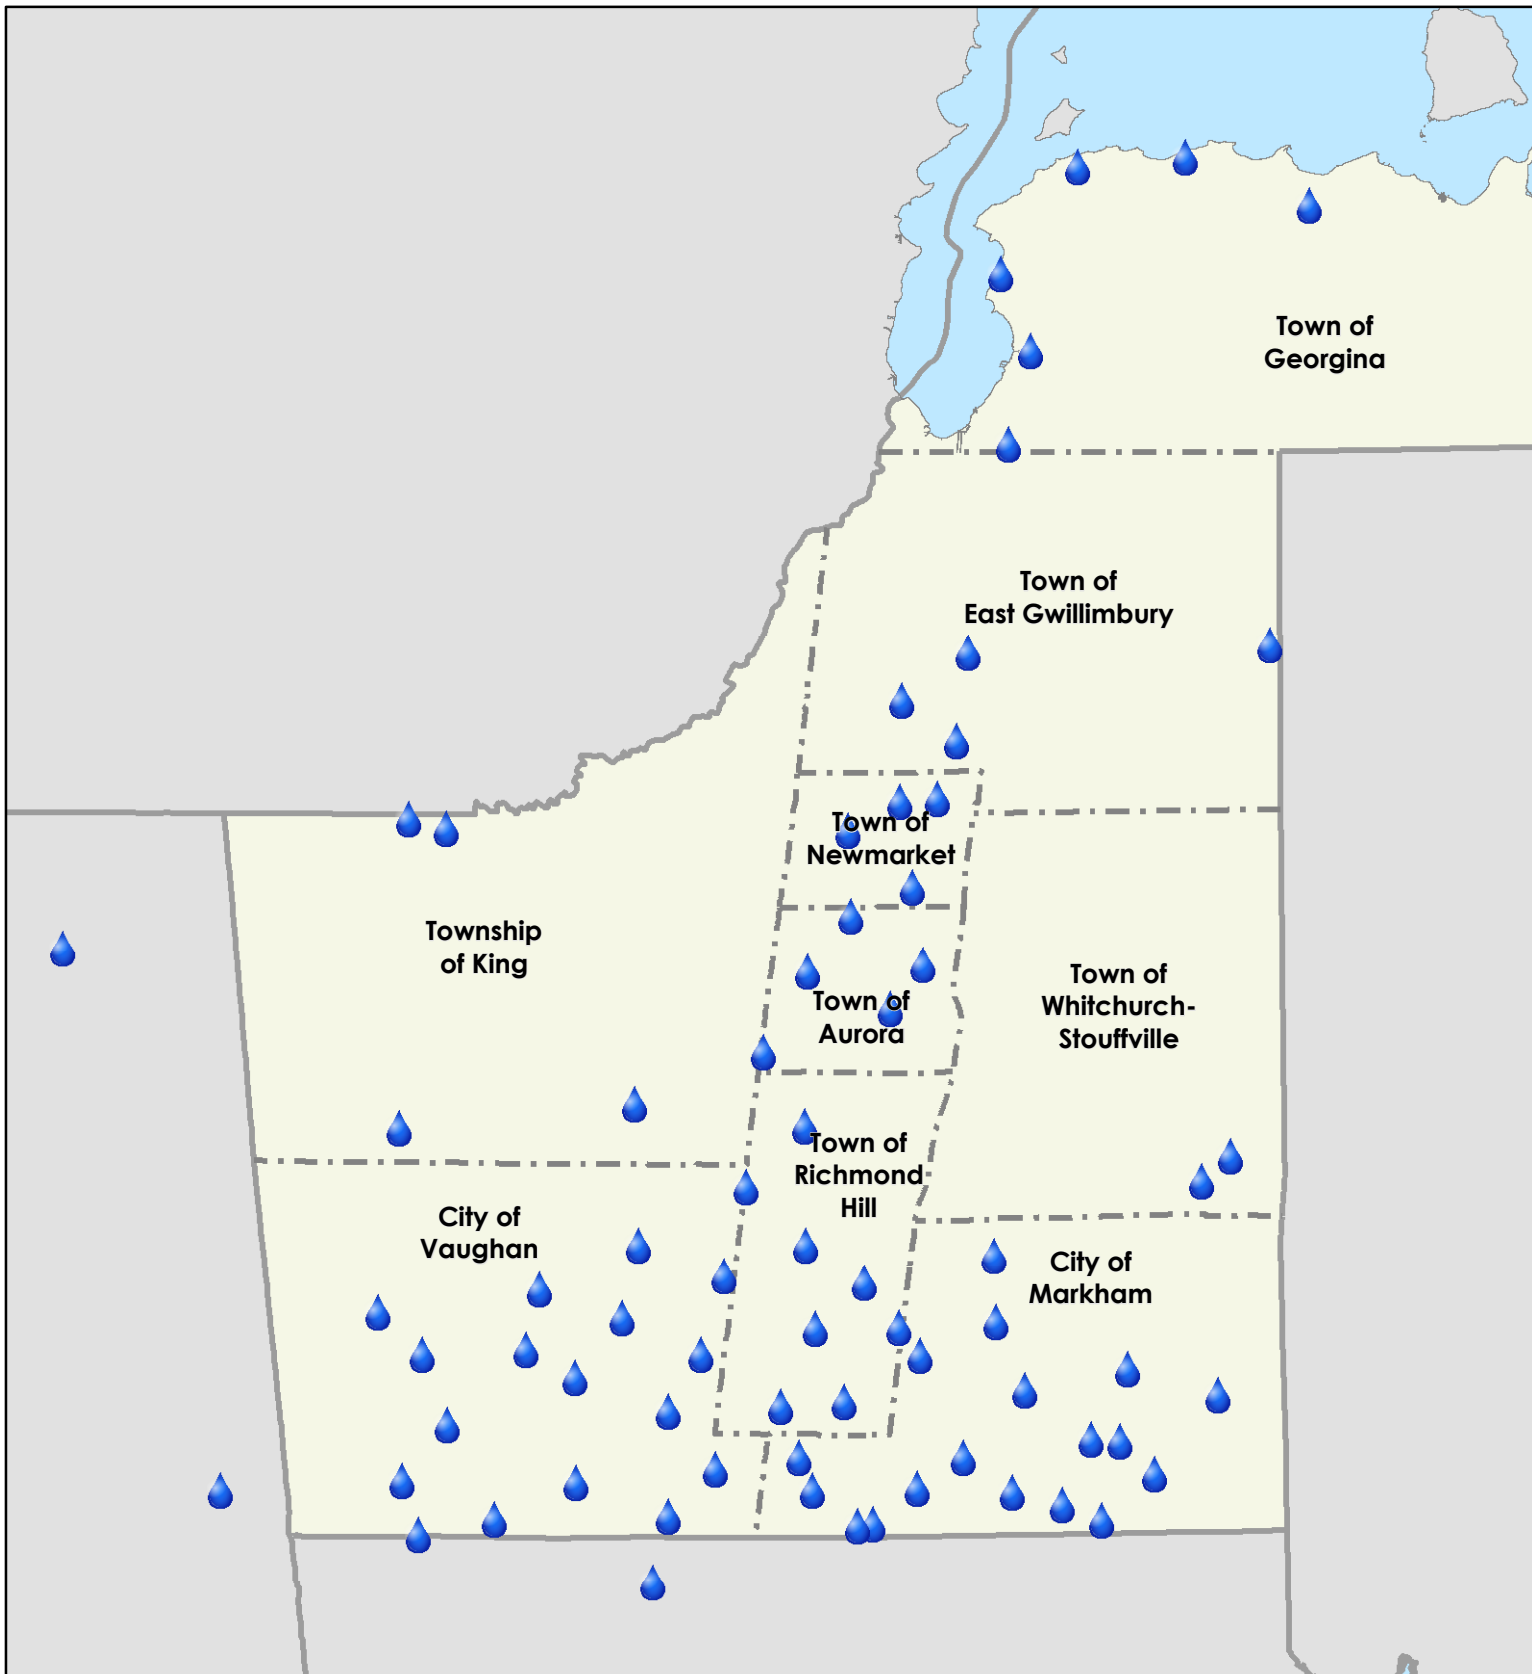 Town of
Georgina
Town of
East Gwillimbury
Town of
Newmarket
Township
of King
Town of
Whitchurch-
Stouffville
Town of
Aurora
Town of
Richmond
Hill
City of
Vaughan
City of
Markham